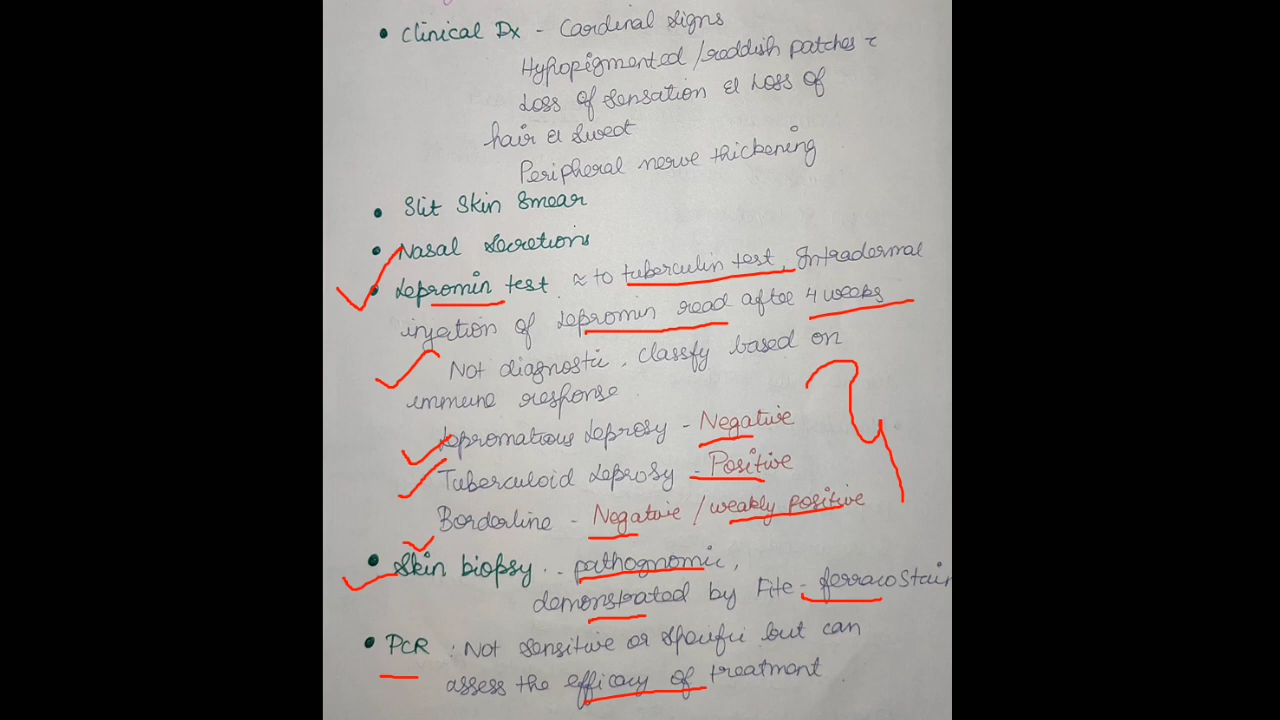 • Clinical Dx - Cardinal Signs
Hypopigmented / reddish patches c
Loss of sensation & Loss of
hair & Swect
Peripheral nerve thickening
• Slit Skin Smear
• Nasal Secretions
• Lepromin test ≈ to tuberculin test, Intradermal
injection of Lepromin read after 4 weeks
Not diagnostic. Classify based on
immune response
Lepromatous Leprosy - Negative
Tuberculoid Leprosy - Positive
Borderline - Negative / weakly positive
• Skin biopsy .. pathognomic,
demonstrated by Fite - ferraco stain
• PCR : Not sensitive or specific but can
assess the efficacy of treatment